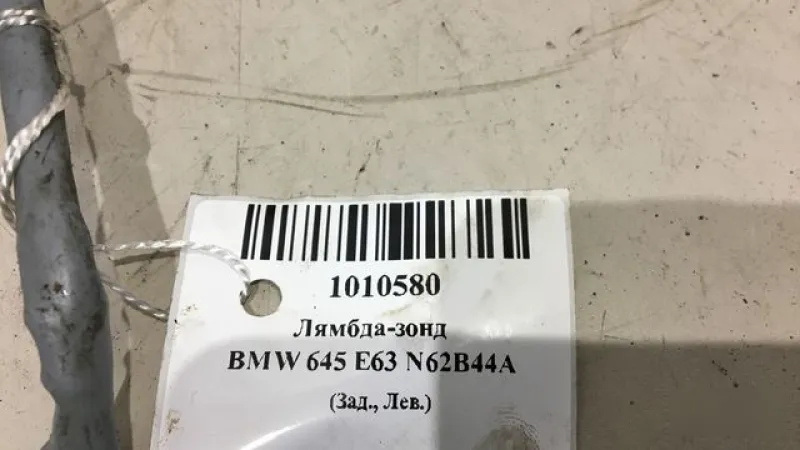 1010580
Лямбда-зонд
BMW 645 E63 N62B44A
(Зад., Лев.)